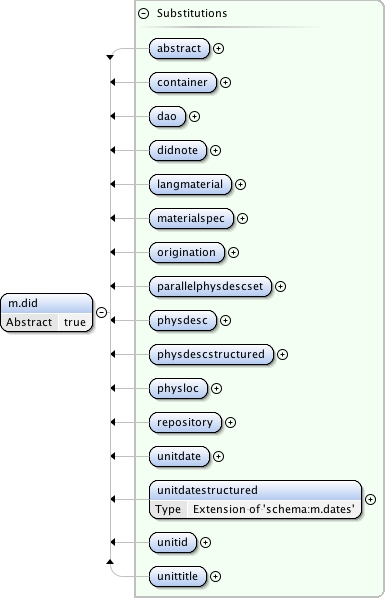 Substitutions
abstract
container
dao
didnote
langmaterial
materialspec
origination
parallelphysdescset
m.did
Abstract true
physdesc
physdescstructured
physloc
repository
unitdate
unitdatestructured
Type Extension of 'schema:m.dates'
unitid
unittitle